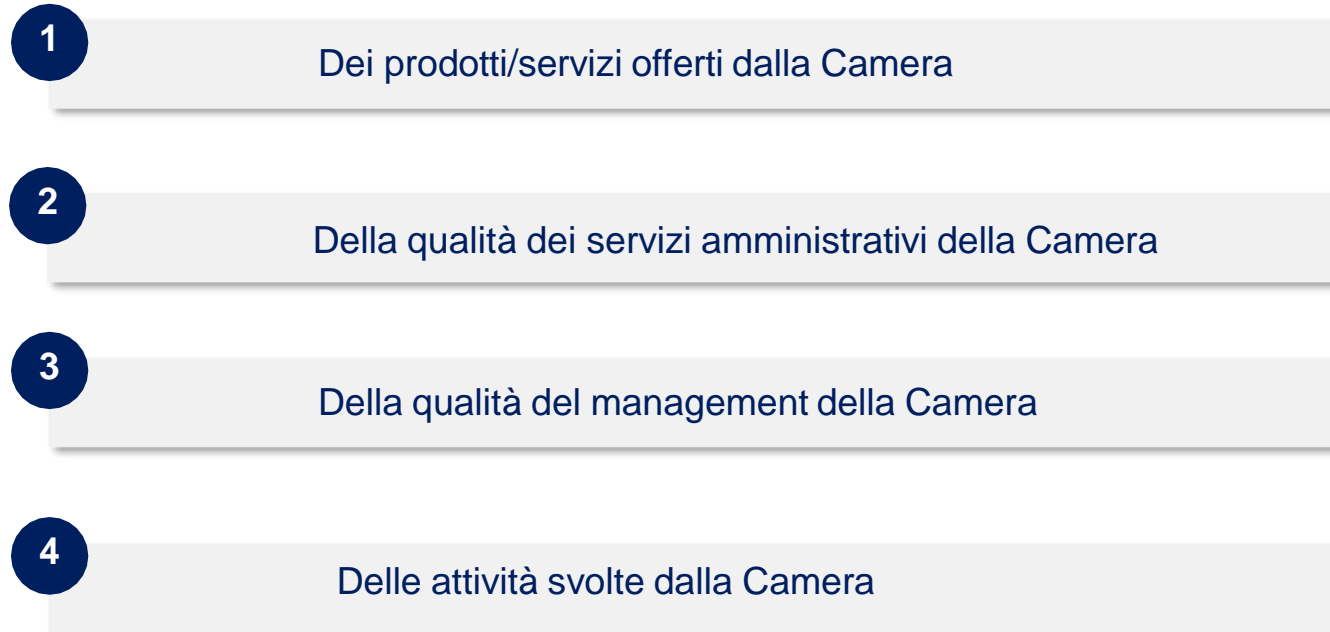 1
Dei prodotti/servizi offerti dalla Camera
2
Della qualità dei servizi amministrativi della Camera
3
Della qualità del management della Camera
4
Delle attività svolte dalla Camera